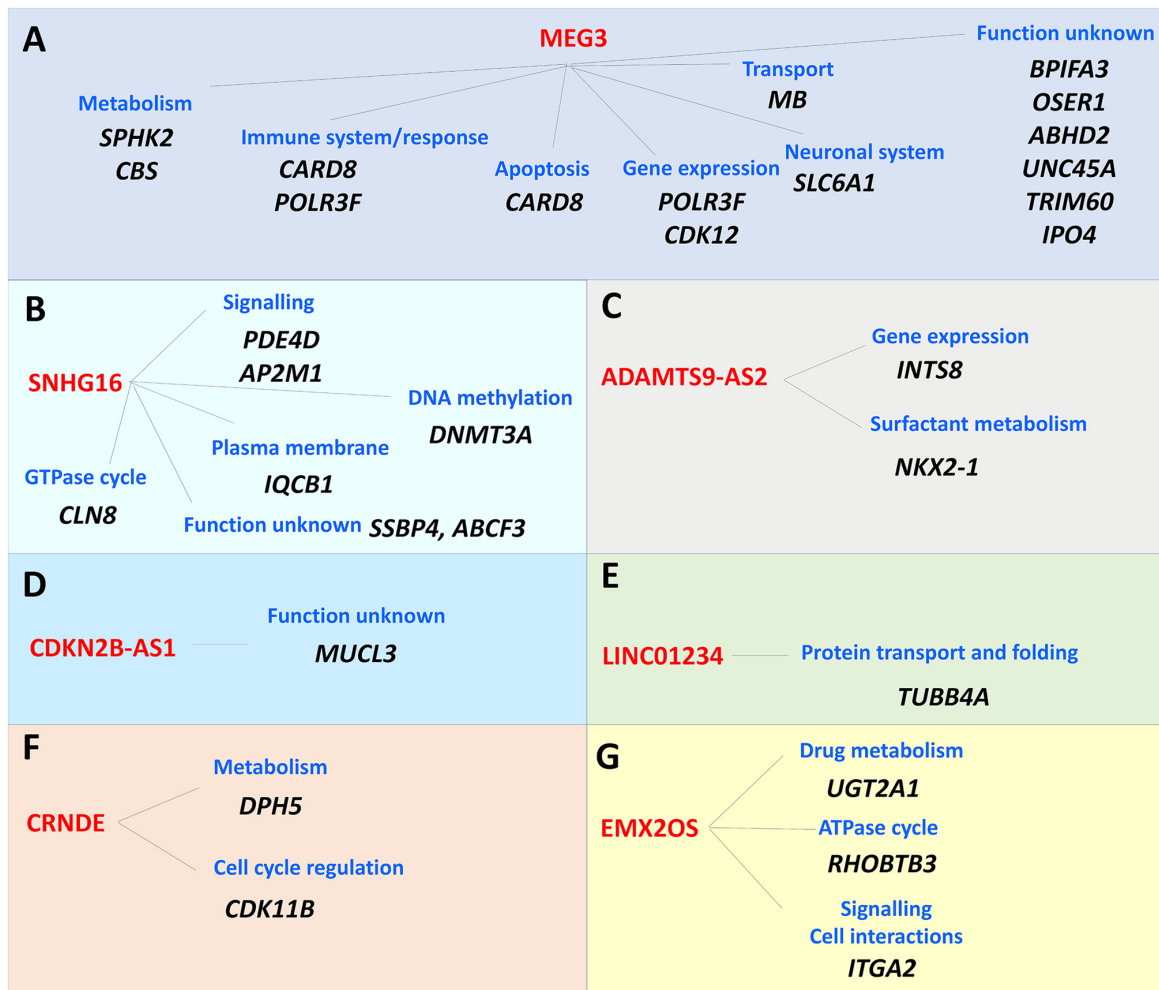 A
MEG3
Metabolism
SPHK2
CBS
Immune system/response
CARD8
POLR3F
Apoptosis
CARD8
Gene expression
POLR3F
CDK12
Transport
MB
Neuronal system
SLC6A1
Function unknown
BPIFA3
OSER1
ABHD2
UNC45A
TRIM60
IPO4
B
SNHG16
Signalling
PDE4D
AP2M1
DNA methylation
DNMT3A
Plasma membrane
IQCB1
GTPase cycle
CLN8
Function unknown SSBP4, ABCF3
C
ADAMTS9-AS2
Gene expression
INTS8
Surfactant metabolism
NKX2-1
D
CDKN2B-AS1
Function unknown
MUCL3
E
LINC01234
Protein transport and folding
TUBB4A
F
CRNDE
Metabolism
DPH5
Cell cycle regulation
CDK11B
G
EMX2OS
Drug metabolism
UGT2A1
ATPase cycle
RHOBTB3
Signalling
Cell interactions
ITGA2